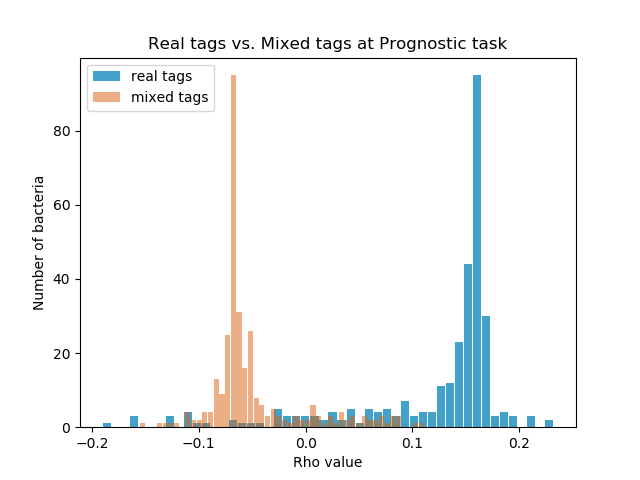 Real tags vs. Mixed tags at Prognostic task
real tags
mixed tags
Number of bacteria
80
60
40
20
0
−0.2
−0.1
0.0
0.1
0.2
Rho value